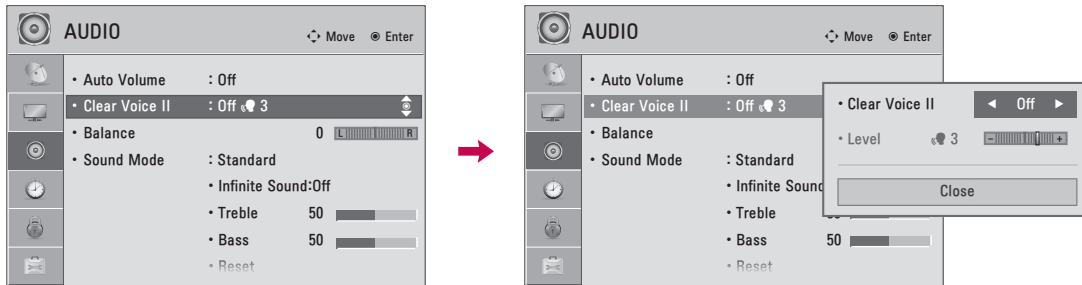 AUDIO
Move Enter
• Auto Volume : Off
• Clear Voice II : Off 3
• Balance 0 L R
• Sound Mode : Standard
• Infinite Sound:Off
• Treble 50
• Bass 50
• Reset
AUDIO
Move Enter
• Auto Volume : Off
• Clear Voice II : Off 3
• Balance
• Sound Mode : Standard
• Infinite Sound
• Treble
• Bass 50
• Reset
• Clear Voice II ◄ Off ►
• Level 3 - +
Close